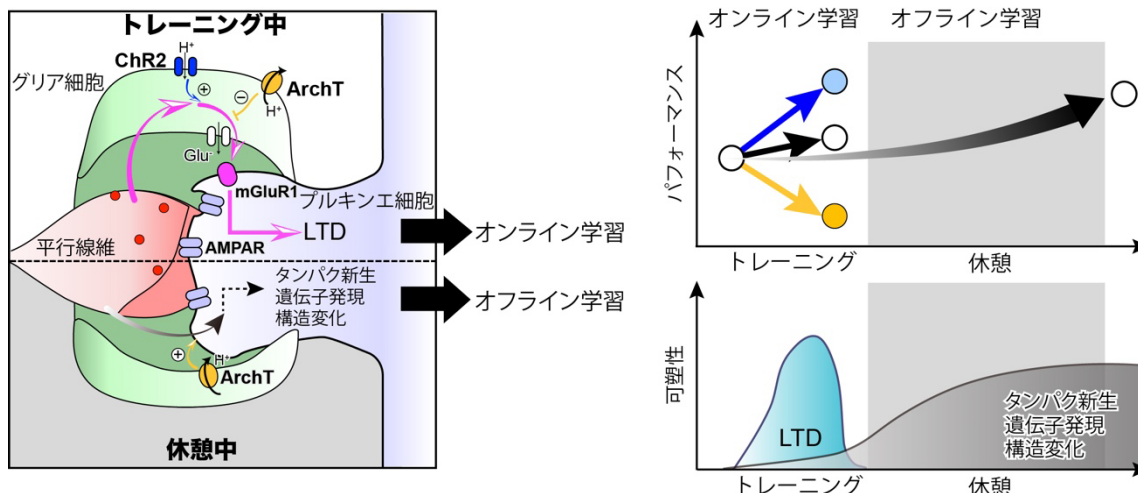 トレーニング中
ChR2
H⁺
グリア細胞
ArchT
H⁺
Glu⁻
mGluR1
プルキンエ細胞
LTD
平行線維
AMPAR
オンライン学習
タンパク新生
遺伝子発現
構造変化
オフライン学習
H⁺
ArchT
休憩中
オンライン学習
オフライン学習
パフォーマンス
トレーニング
休憩
可塑性
LTD
タンパク新生
遺伝子発現
構造変化
トレーニング
休憩